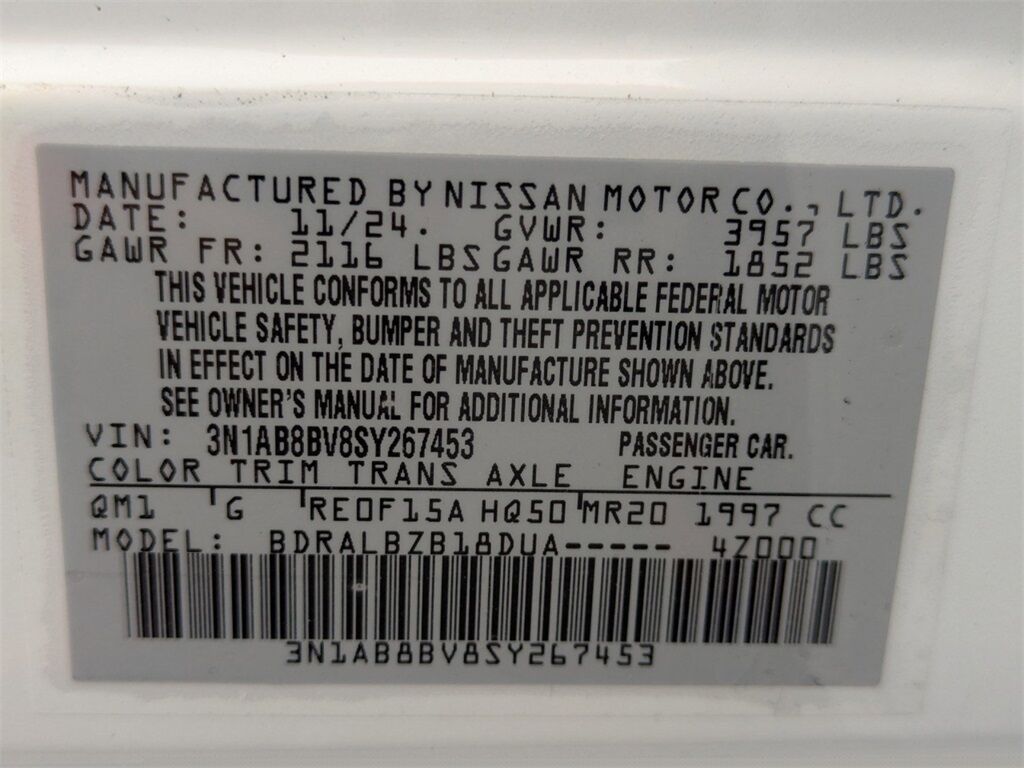 MANUFACTURED BY NISSAN MOTOR CO., LTD.
DATE: 11/24. GVWR: 3957 LBS
GAWR FR: 2116 LBS GAWR RR: 1852 LBS
THIS VEHICLE CONFORMS TO ALL APPLICABLE FEDERAL MOTOR
VEHICLE SAFETY, BUMPER AND THEFT PREVENTION STANDARDS
IN EFFECT ON THE DATE OF MANUFACTURE SHOWN ABOVE.
SEE OWNER'S MANUAL FOR ADDITIONAL INFORMATION.
VIN: 3N1AB8BV8SY267453 PASSENGER CAR.
COLOR TRIM TRANS AXLE ENGINE
QM1 G RE0F15A HQ50 MR20 1997 CC
MODEL: BDRALBZB18DUA----- 4Z000
3N1AB8BV8SY267453